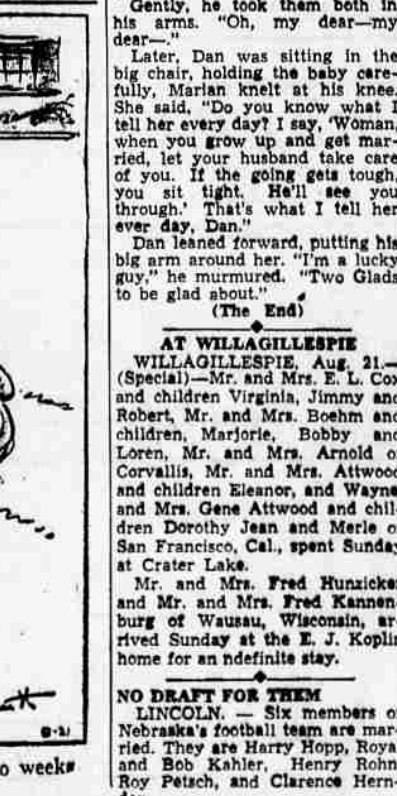 Gently, he took them both in
his arms. "Oh, my dear—my
dear—."
Later, Dan was sitting in the
big chair, holding the baby care-
fully, Marian knelt at his knee.
She said, "Do you know what I
tell her every day? I say, 'Woman,
when you grow up and get mar-
ried, let your husband take care
of you. If the going gets tough,
you sit tight. He'll see you
through.' That's what I tell her
ever day, Dan."
Dan leaned forward, putting his
big arm around her. "I'm a lucky
guy," he murmured. "Two Glads
to be glad about."
(The End)
AT WILLAGILLESPIE
WILLAGILLESPIE, Aug. 21.—
(Special)—Mr. and Mrs. E. L. Cox
and children Virginia, Jimmy and
Robert, Mr. and Mrs. Boehm and
children, Marjorie, Bobby and
Loren, Mr. and Mrs. Arnold o
Corvallis, Mr. and Mrs. Attwood
and children Eleanor, and Wayne
and Mrs. Gene Attwood and chil-
dren Dorothy Jean and Merle o
San Francisco, Cal., spent Sunday
at Crater Lake.
Mr. and Mrs. Fred Hunzicke
and Mr. and Mrs. Fred Kannen-
burg of Wausau, Wisconsin, ar-
rived Sunday at the E. J. Koplin
home for an ndefinite stay.
NO DRAFT FOR THEM
LINCOLN. — Six members o
Nebraska's football team are mar-
ried. They are Harry Hopp, Roya
and Bob Kahler, Henry Rohn
Roy Petsch, and Clarence Hern-
8-21
o weeks